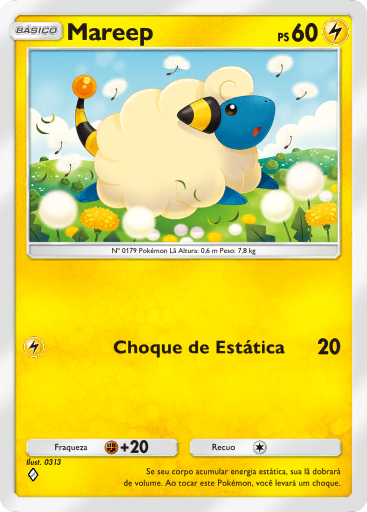 BÁSICO Mareep PS 60
Nº 0179 Pokémon Lã Altura: 0,6 m Peso: 7,8 kg
Choque de Estática 20
Fraqueza +20 Recuo
Ilust. 0313
Se seu corpo acumular energia estática, sua lã dobrará
de volume. Ao tocar este Pokémon, você levará um choque.